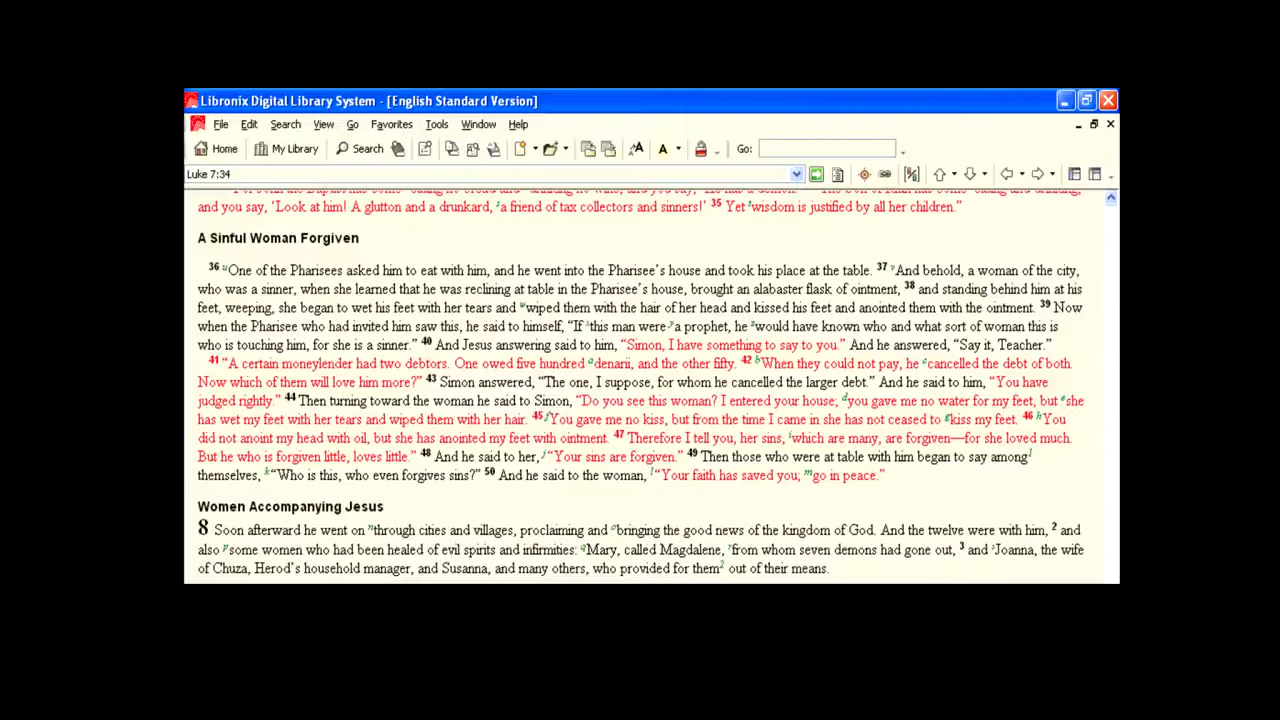 Libronix Digital Library System - [English Standard Version]
File Edit Search View Go Favorites Tools Window Help
Home My Library Search A Go:
Luke 7:34
and you say, ‘Look at him! A glutton and a drunkard, s a friend of tax collectors and sinners!’ 35 Yet t wisdom is justified by all her children.”
A Sinful Woman Forgiven
36 u One of the Pharisees asked him to eat with him, and he went into the Pharisee’s house and took his place at the table. 37 v And behold, a woman of the city,
who was a sinner, when she learned that he was reclining at table in the Pharisee’s house, brought an alabaster flask of ointment, 38 and standing behind him at his
feet, weeping, she began to wet his feet with her tears and w wiped them with the hair of her head and kissed his feet and anointed them with the ointment. 39 Now
when the Pharisee who had invited him saw this, he said to himself, “If x this man were y a prophet, he z would have known who and what sort of woman this is
who is touching him, for she is a sinner.” 40 And Jesus answering said to him, “Simon, I have something to say to you.” And he answered, “Say it, Teacher.”
41 “A certain moneylender had two debtors. One owed five hundred a denarii, and the other fifty. 42 b When they could not pay, he c cancelled the debt of both.
Now which of them will love him more?” 43 Simon answered, “The one, I suppose, for whom he cancelled the larger debt.” And he said to him, “You have
judged rightly.” 44 Then turning toward the woman he said to Simon, “Do you see this woman? I entered your house; d you gave me no water for my feet, but e she
has wet my feet with her tears and wiped them with her hair. 45 f You gave me no kiss, but from the time I came in she has not ceased to g kiss my feet. 46 h You
did not anoint my head with oil, but she has anointed my feet with ointment. 47 Therefore I tell you, her sins, i which are many, are forgiven—for she loved much.
But he who is forgiven little, loves little.” 48 And he said to her, j “Your sins are forgiven.” 49 Then those who were at table with him began to say among 1
themselves, k “Who is this, who even forgives sins?” 50 And he said to the woman, l “Your faith has saved you; m go in peace.”
Women Accompanying Jesus
8 Soon afterward he went on n through cities and villages, proclaiming and o bringing the good news of the kingdom of God. And the twelve were with him, 2 and
also p some women who had been healed of evil spirits and infirmities: q Mary, called Magdalene, r from whom seven demons had gone out, 3 and s Joanna, the wife
of Chuza, Herod’s household manager, and Susanna, and many others, who provided for them 2 out of their means.